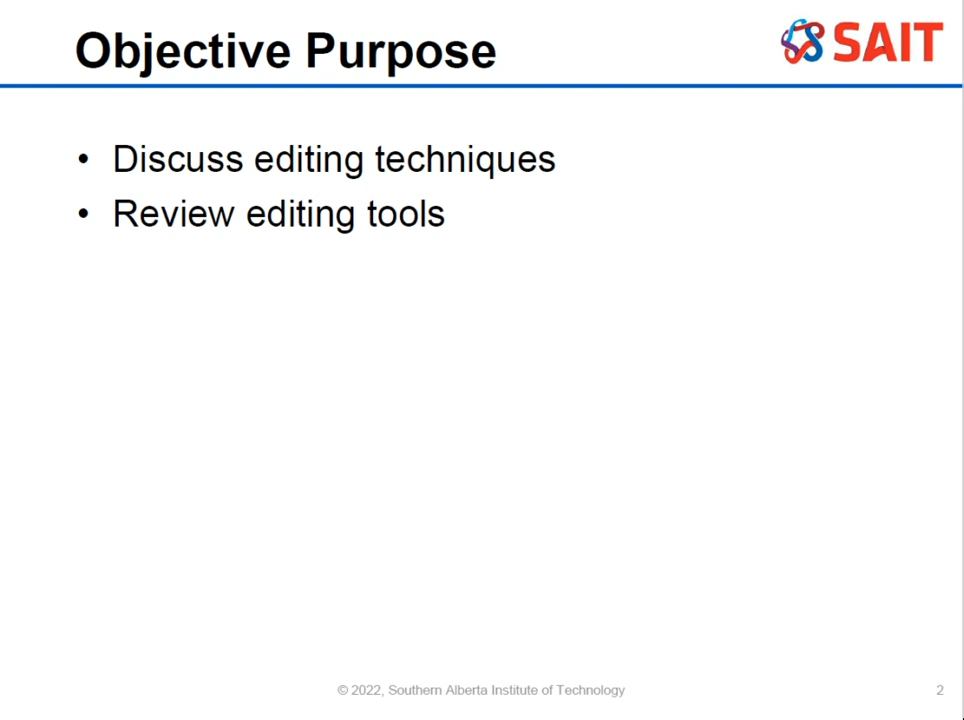 Objective Purpose
SAIT
• Discuss editing techniques
• Review editing tools
© 2022, Southern Alberta Institute of Technology
2